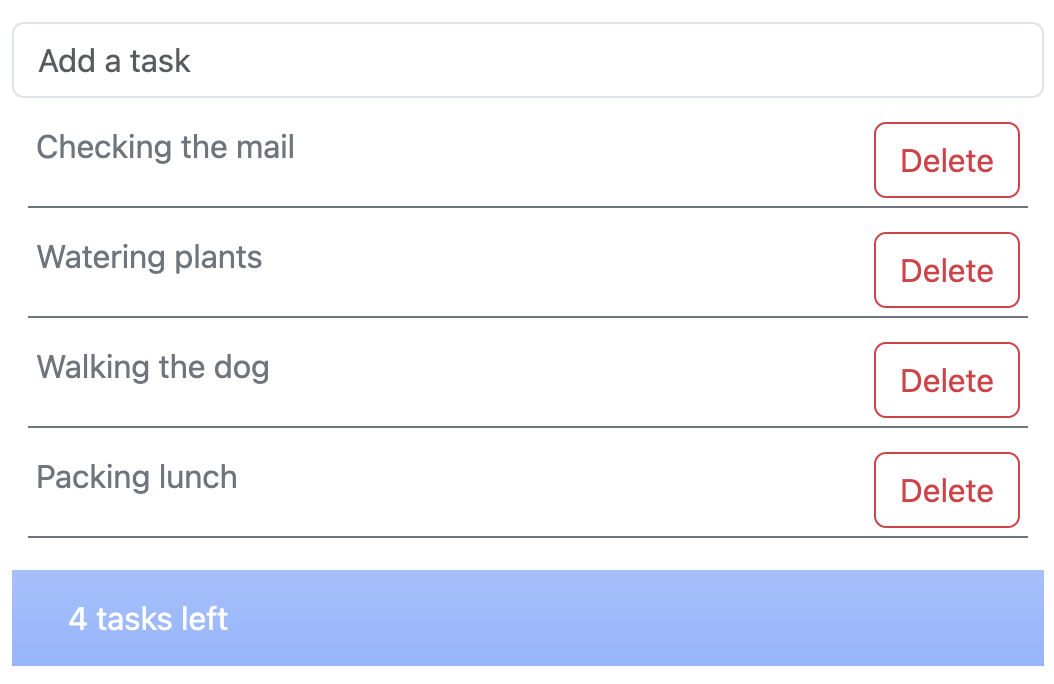 Add a task
Checking the mail
Delete
Watering plants
Delete
Walking the dog
Delete
Packing lunch
Delete
4 tasks left